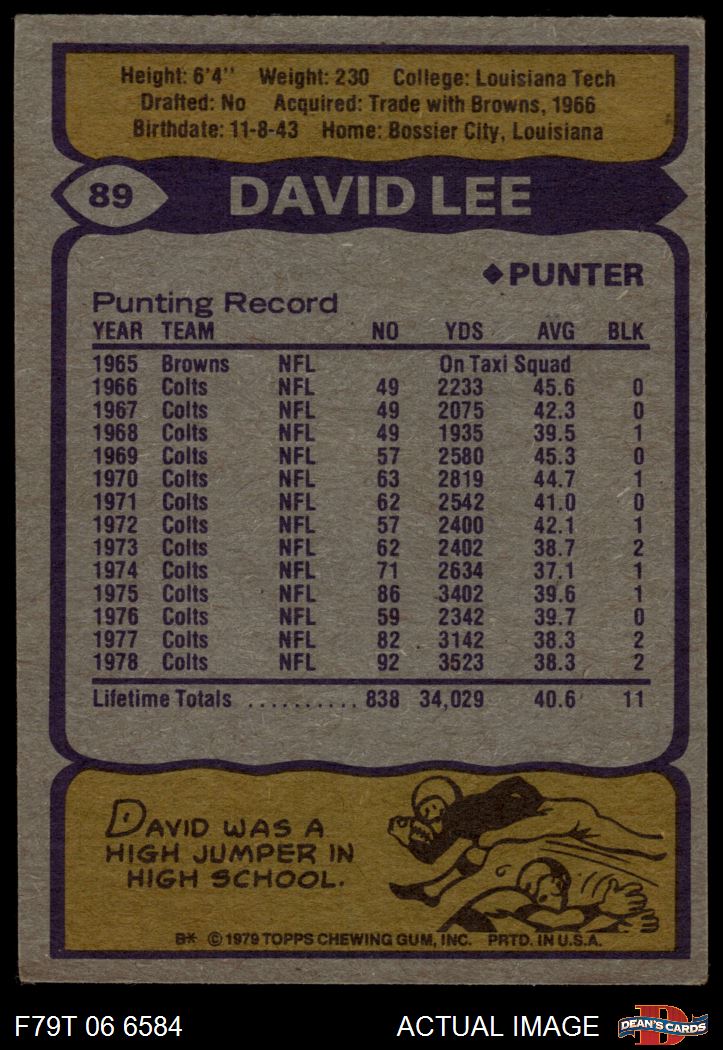 Height: 6'4" Weight: 230 College: Louisiana Tech
Drafted: No Acquired: Trade with Browns, 1966
Birthdate: 11-8-43 Home: Bossier City, Louisiana
89 DAVID LEE
◆PUNTER
Punting Record
YEAR TEAM NO YDS AVG BLK
1965 Browns NFL On Taxi Squad
1966 Colts NFL 49 2233 45.6 0
1967 Colts NFL 49 2075 42.3 0
1968 Colts NFL 49 1935 39.5 1
1969 Colts NFL 57 2580 45.3 0
1970 Colts NFL 63 2819 44.7 1
1971 Colts NFL 62 2542 41.0 0
1972 Colts NFL 57 2400 42.1 1
1973 Colts NFL 62 2402 38.7 2
1974 Colts NFL 71 2634 37.1 1
1975 Colts NFL 86 3402 39.6 1
1976 Colts NFL 59 2342 39.7 0
1977 Colts NFL 82 3142 38.3 2
1978 Colts NFL 92 3523 38.3 2
Lifetime Totals .......... 838 34,029 40.6 11
DAVID WAS A
HIGH JUMPER IN
HIGH SCHOOL.
B* © 1979 TOPPS CHEWING GUM, INC. PRTD. IN U.S.A.
F79T 06 6584 ACTUAL IMAGE DEAN'S CARDS